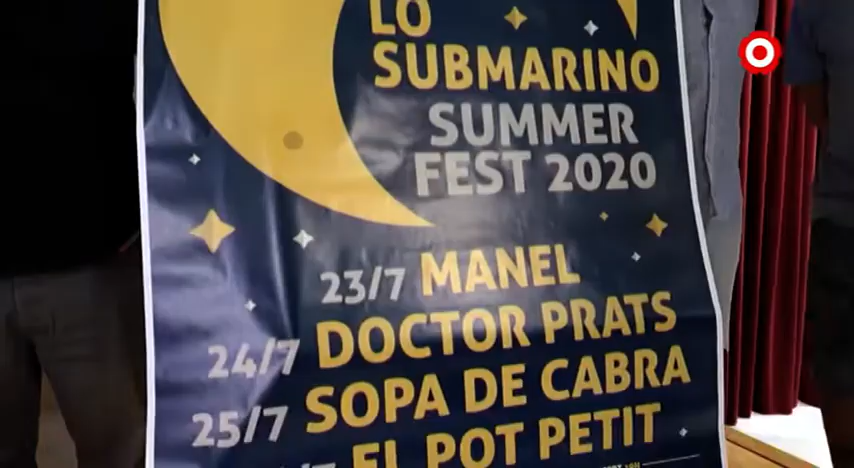 LO
SUBMARINO
SUMMER
FEST 2020
23/7 MANEL
24/7 DOCTOR PRATS
25/7 SOPA DE CABRA
EL POT PETIT